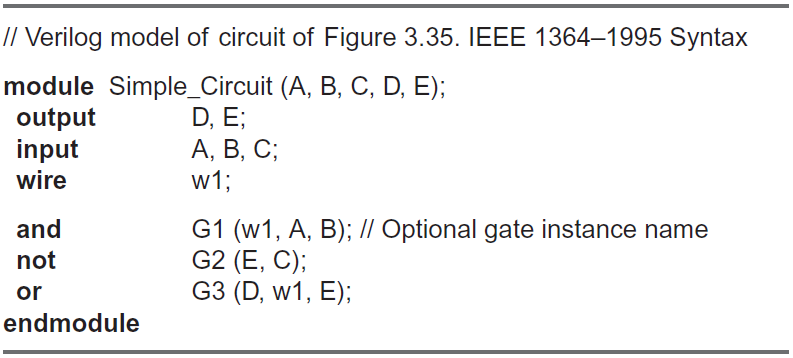 // Verilog model of circuit of Figure 3.35. IEEE 1364–1995 Syntax
module Simple_Circuit (A, B, C, D, E);
output D, E;
input A, B, C;
wire w1;
and G1 (w1, A, B); // Optional gate instance name
not G2 (E, C);
or G3 (D, w1, E);
endmodule